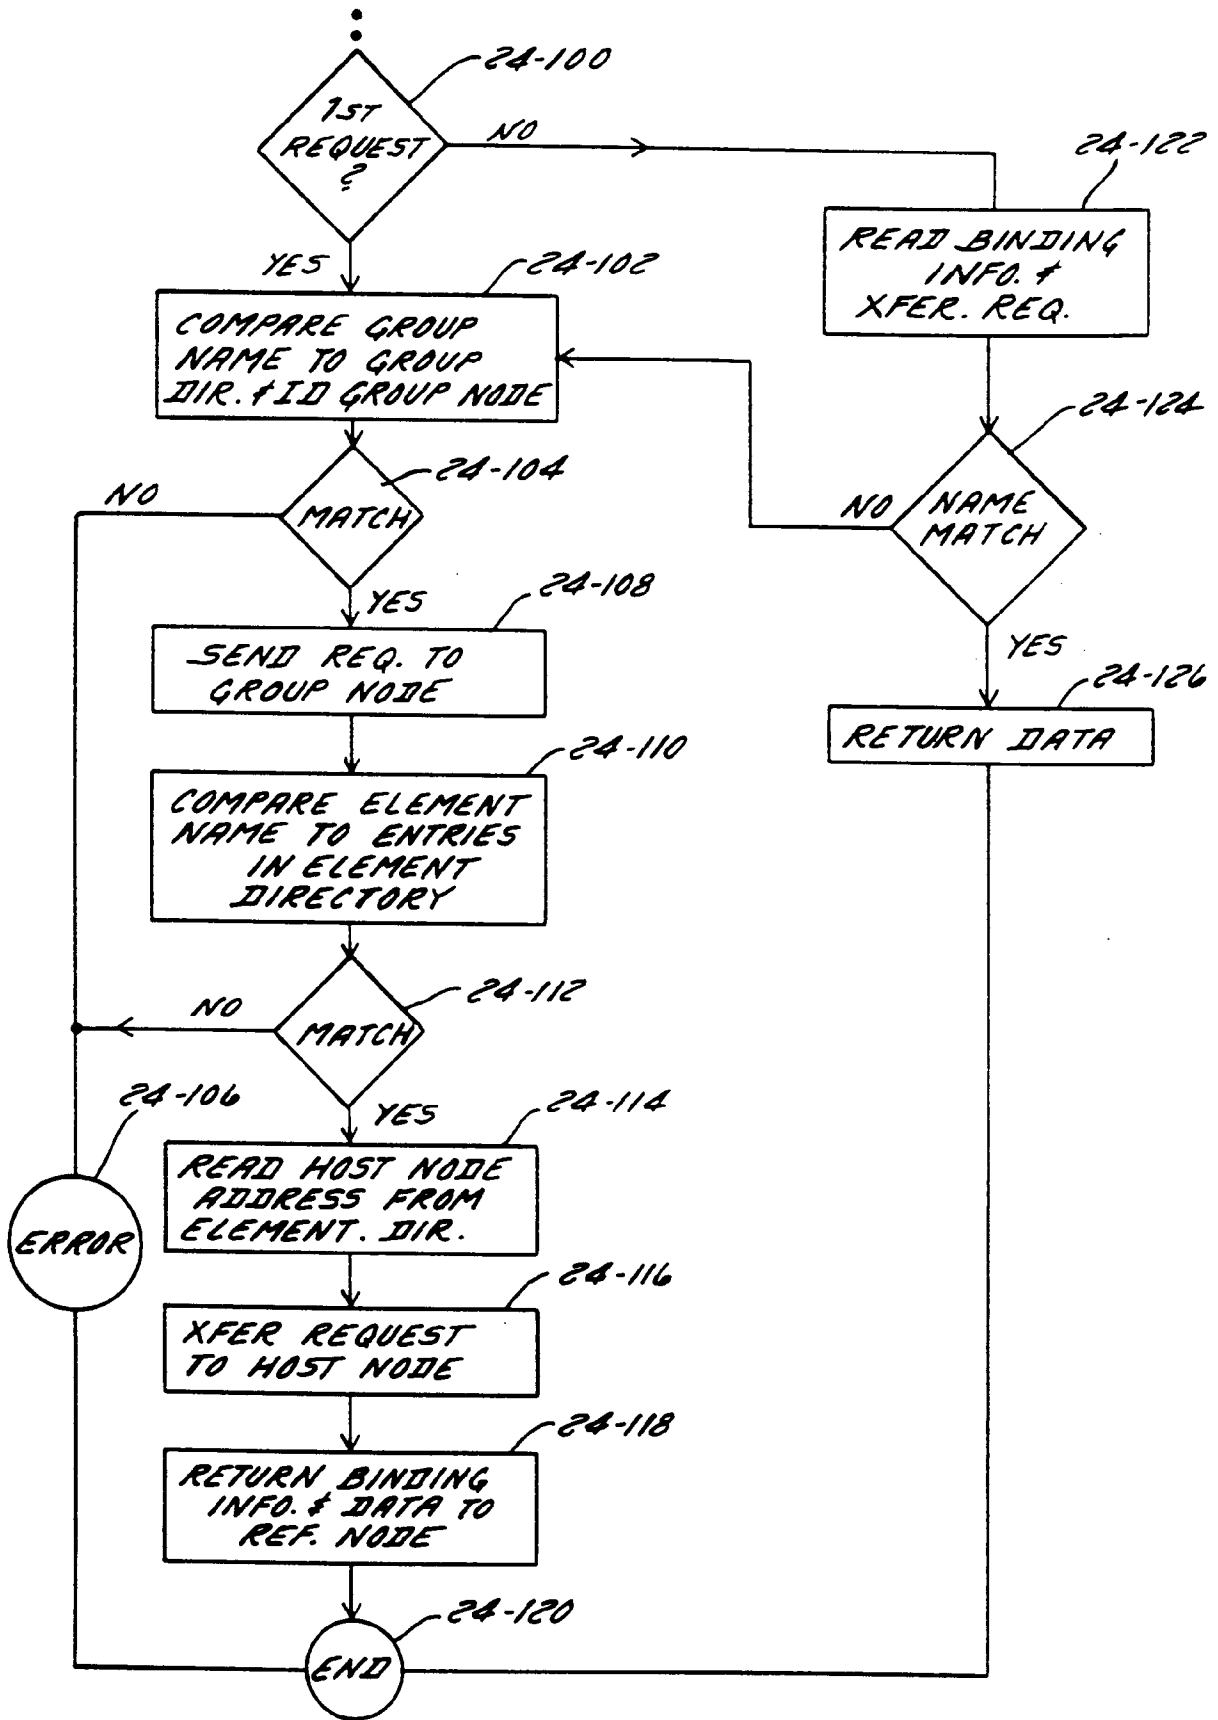 24-100
1ST
REQUEST
?
NO
YES
24-122
READ BINDING
INFO. &
XFER. REQ.
24-102
COMPARE GROUP
NAME TO GROUP
DIR. & ID GROUP NODE
24-124
NAME
MATCH
NO
YES
24-104
MATCH
NO
YES
24-108
SEND REQ. TO
GROUP NODE
24-126
RETURN DATA
24-110
COMPARE ELEMENT
NAME TO ENTRIES
IN ELEMENT
DIRECTORY
24-112
MATCH
NO
YES
24-106
ERROR
24-114
READ HOST NODE
ADDRESS FROM
ELEMENT. DIR.
24-116
XFER REQUEST
TO HOST NODE
24-118
RETURN BINDING
INFO. & DATA TO
REF. NODE
24-120
END